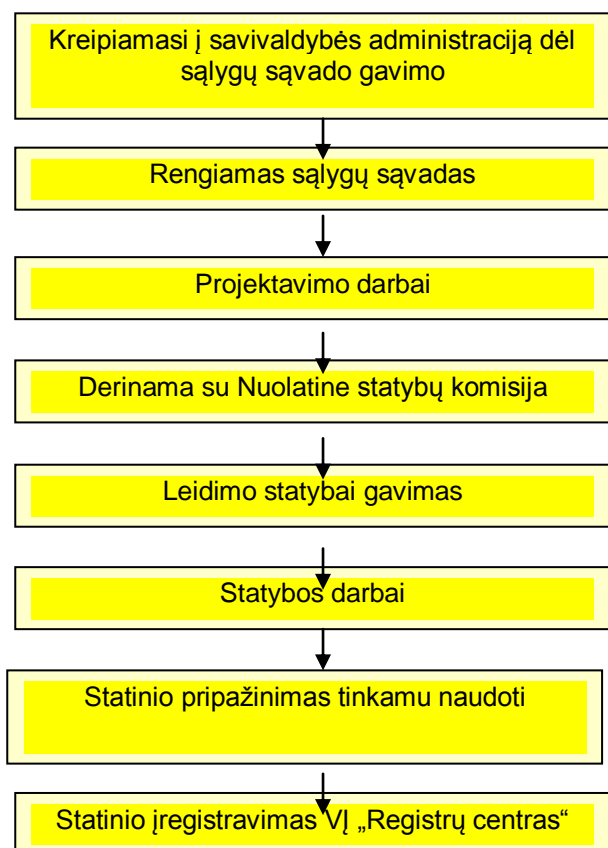 Kreipiamasi į savivaldybės administraciją dėl
sąlygų sąvado gavimo
Rengiamas sąlygų sąvadas
Projektavimo darbai
Derinama su Nuolatine statybų komisija
Leidimo statybai gavimas
Statybos darbai
Statinio pripažinimas tinkamu naudoti
Statinio įregistravimas VĮ „Registrų centras“